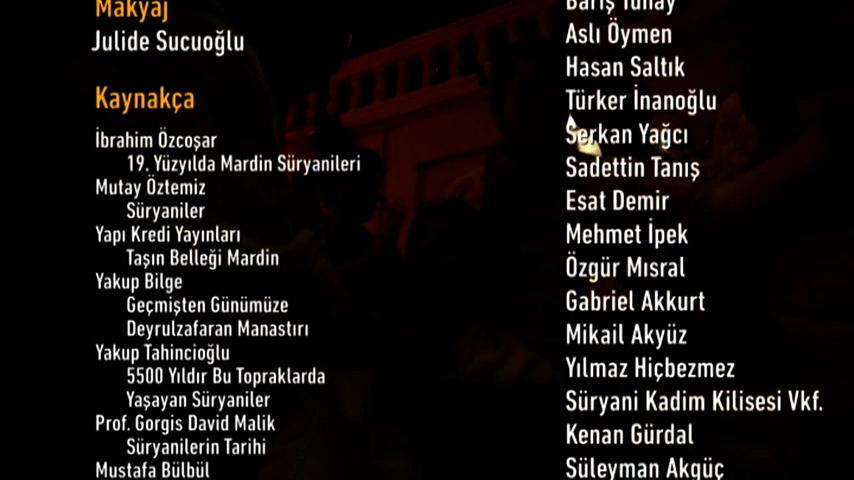 Makyaj
Julide Sucuoğlu
Kaynakça
İbrahim Özcoşar
19. Yüzyılda Mardin Süryanileri
Mutay Öztemiz
Süryaniler
Yapı Kredi Yayınları
Taşın Belleği Mardin
Yakup Bilge
Geçmişten Günümüze
Deyrulzafaran Manastırı
Yakup Tahincioğlu
5500 Yıldır Bu Topraklarda
Yaşayan Süryaniler
Prof. Gorgis David Malik
Süryanilerin Tarihi
Mustafa Bülbül
Barış Tunay
Aslı Öymen
Hasan Saltık
Türker İnanoğlu
Serkan Yağcı
Sadettin Tanış
Esat Demir
Mehmet İpek
Özgür Mısral
Gabriel Akkurt
Mikail Akyüz
Yılmaz Hiçbezmez
Süryani Kadim Kilisesi Vkf.
Kenan Gürdal
Süleyman Akgüç